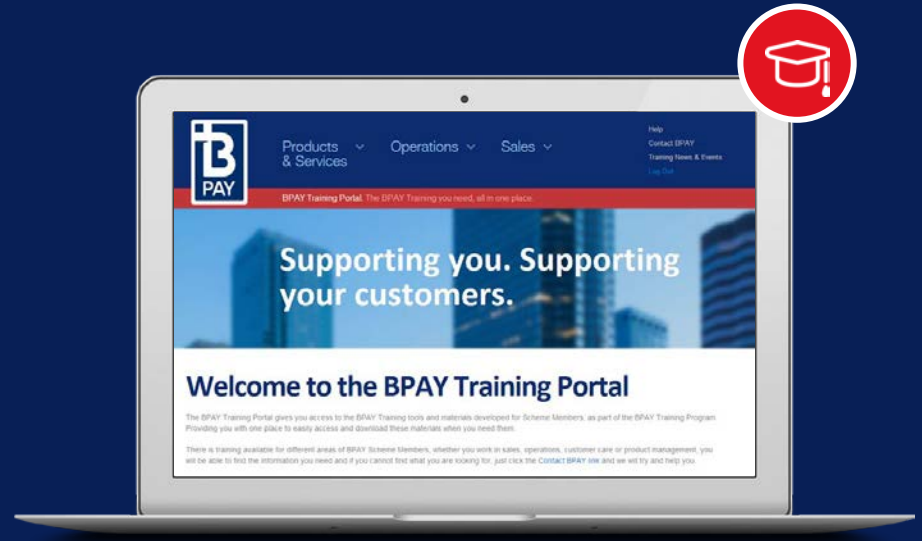 B
PAY
Products
& Services
Operations
Sales
Help
Contact BPAY
Training News & Events
Log Out
BPAY Training Portal. The BPAY Training you need, all in one place.
Supporting you. Supporting
your customers.
Welcome to the BPAY Training Portal
The BPAY Training Portal gives you access to the BPAY Training tools and materials developed for Scheme Members, as part of the BPAY Training Program.
Providing you with one place to easily access and download these materials when you need them.
There is training available for different areas of BPAY Scheme Members, whether you work in sales, operations, customer care or product management, you
will be able to find the information you need and if you cannot find what you are looking for, just click the Contact BPAY link and we will try and help you.